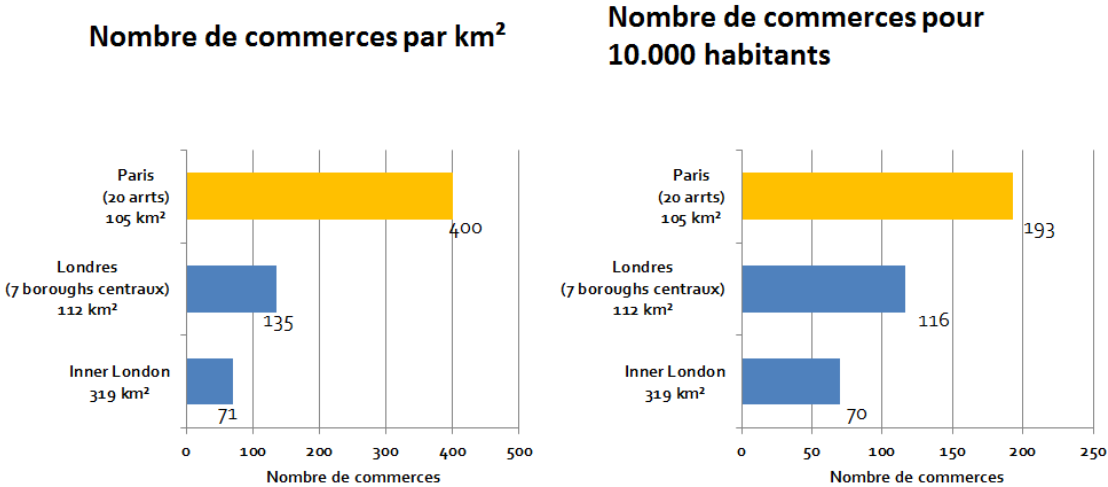 Nombre de commerces par km²
Nombre de commerces pour
10.000 habitants
Paris
(20 arrts)
105 km²
400
Londres
(7 boroughs centraux)
112 km²
135
Inner London
319 km²
71
0 100 200 300 400 500
Nombre de commerces
Paris
(20 arrts)
105 km²
193
Londres
(7 boroughs centraux)
112 km²
116
Inner London
319 km²
70
0 50 100 150 200 250
Nombre de commerces